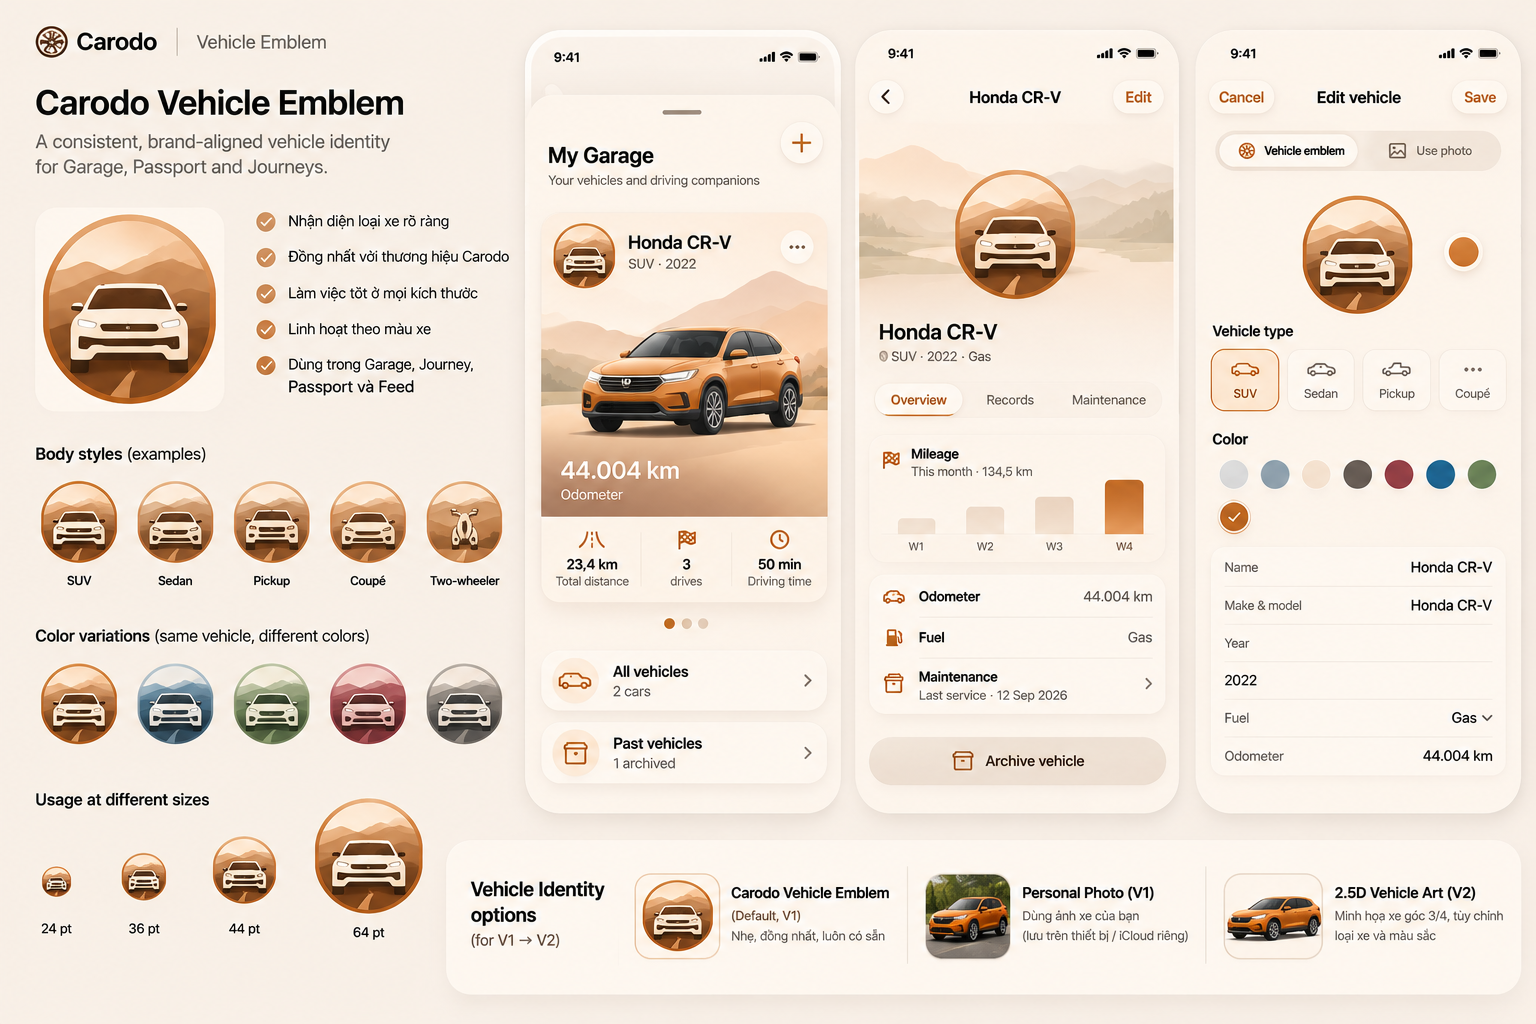 Carodo
Vehicle Emblem
Carodo Vehicle Emblem
A consistent, brand-aligned vehicle identity
for Garage, Passport and Journeys.
Nhận diện loại xe rõ ràng
Đồng nhất với thương hiệu Carodo
Làm việc tốt ở mọi kích thước
Linh hoạt theo màu xe
Dùng trong Garage, Journey,
Passport và Feed
Body styles (examples)
SUV
Sedan
Pickup
Coupé
Two-wheeler
Color variations (same vehicle, different colors)
Usage at different sizes
24 pt
36 pt
44 pt
64 pt
9:41
My Garage
Your vehicles and driving companions
Honda CR-V
SUV · 2022
44.004 km
Odometer
23,4 km
Total distance
3
drives
50 min
Driving time
All vehicles
2 cars
Past vehicles
1 archived
9:41
Honda CR-V
Edit
Honda CR-V
SUV · 2022 · Gas
Overview
Records
Maintenance
Mileage
This month · 134,5 km
W1
W2
W3
W4
Odometer
44.004 km
Fuel
Gas
Maintenance
Last service · 12 Sep 2026
Archive vehicle
9:41
Cancel
Edit vehicle
Save
Vehicle emblem
Use photo
Vehicle type
SUV
Sedan
Pickup
Coupé
Color
Name
Honda CR-V
Make & model
Honda CR-V
Year
2022
Fuel
Gas
Odometer
44.004 km
Vehicle Identity
options
(for V1 → V2)
Carodo Vehicle Emblem
(Default, V1)
Nhẹ, đồng nhất, luôn có sẵn
Personal Photo (V1)
Dùng ảnh xe của bạn
(lưu trên thiết bị / iCloud riêng)
2.5D Vehicle Art (V2)
Minh họa xe góc 3/4, tùy chỉnh
loại xe và màu sắc